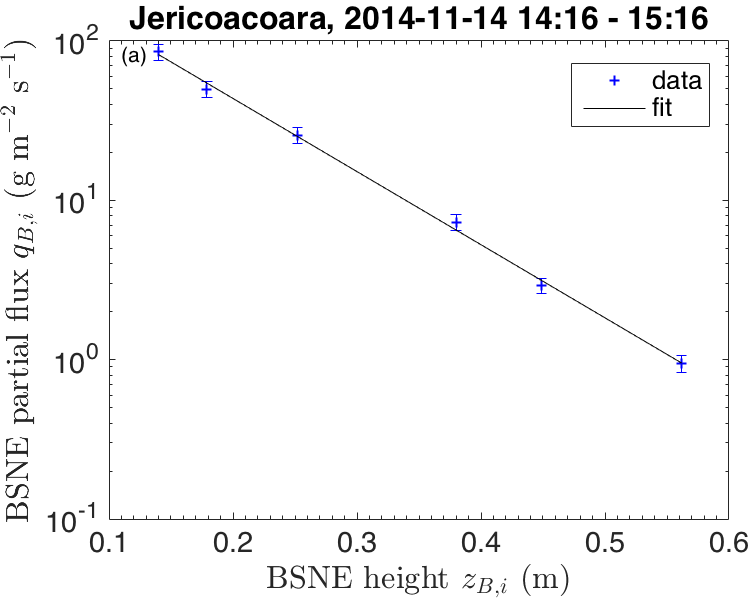 Jericoacoara, 2014-11-14 14:16 - 15:16
(a)
data
fit
10^2
10^1
10^0
10^-1
BSNE partial flux q_{B,i} (g m^{-2} s^{-1})
0.1 0.2 0.3 0.4 0.5 0.6
BSNE height z_{B,i} (m)